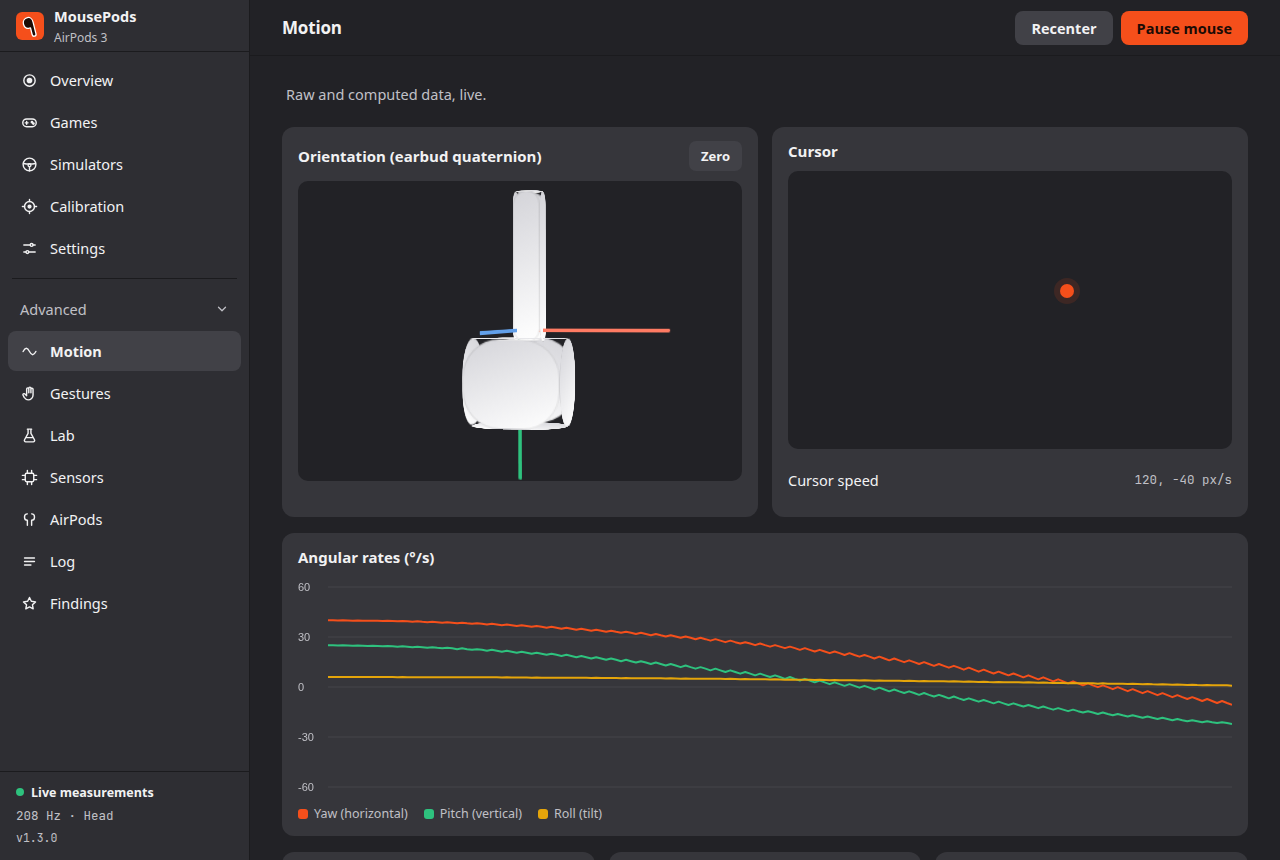 MousePods
AirPods 3
Overview
Games
Simulators
Calibration
Settings
Advanced
Motion
Gestures
Lab
Sensors
AirPods
Log
Findings
Live measurements
208 Hz · Head
v1.3.0
Motion
Recenter
Pause mouse
Raw and computed data, live.
Orientation (earbud quaternion)
Zero
Cursor
Cursor speed
120, -40 px/s
Angular rates (°/s)
60
30
0
-30
-60
Yaw (horizontal)
Pitch (vertical)
Roll (tilt)